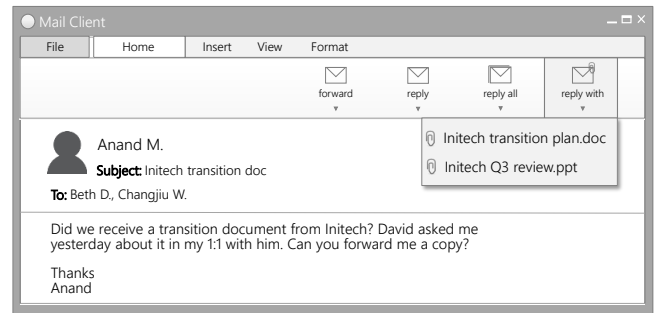 Mail Client
File Home Insert View Format
forward reply reply all reply with
Initech transition plan.doc
Initech Q3 review.ppt
Anand M.
Subject: Initech transition doc
To: Beth D., Changjiu W.
Did we receive a transition document from Initech? David asked me
yesterday about it in my 1:1 with him. Can you forward me a copy?
Thanks
Anand